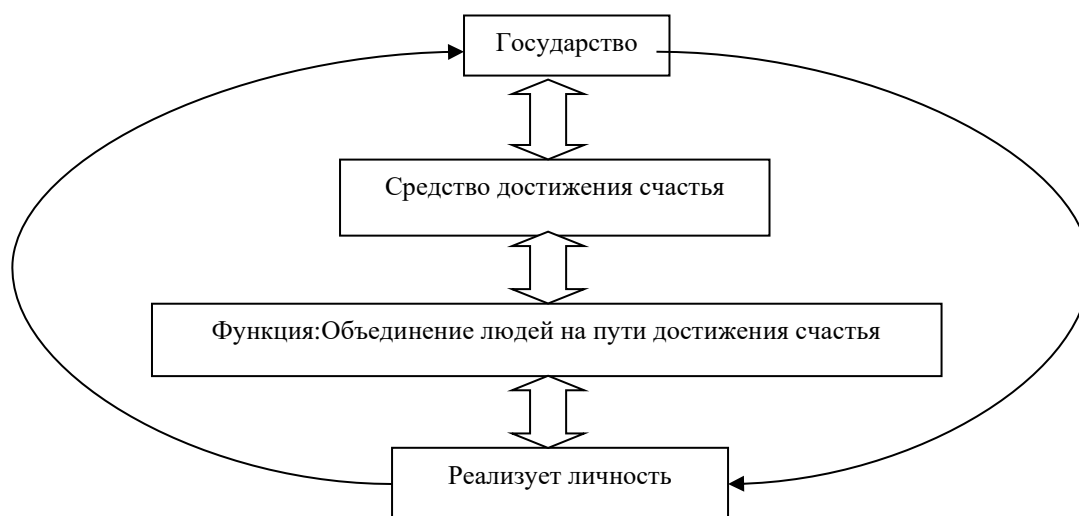 Государство
Средство достижения счастья
Функция:Объединение людей на пути достижения счастья
Реализует личность